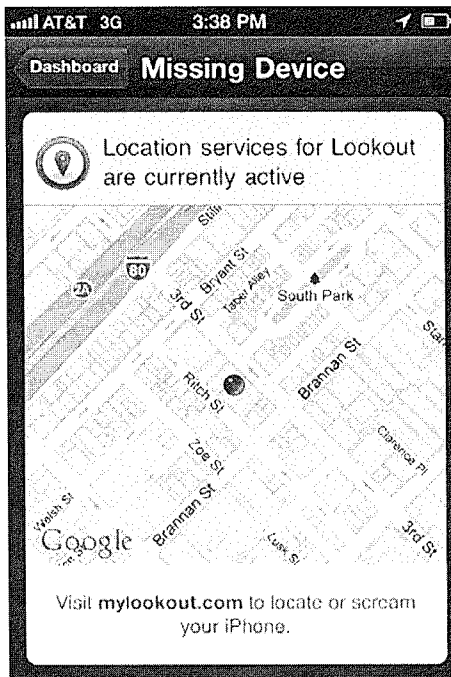 AT&T 3G 3:38 PM
Dashboard Missing Device
Location services for Lookout
are currently active
80
Bryant St
Taber Alley
3rd St
South Park
Ritch St
Brannan St
Zoe St
Clarence Pl
Welsh St
Brannan St
3rd St
Google
Lusk St
Visit mylookout.com to locate or scream
your iPhone.